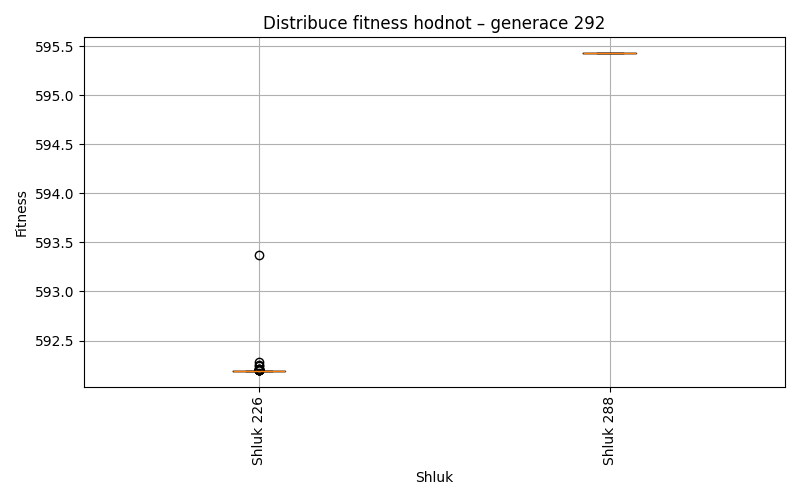 Distribuce fitness hodnot – generace 292
595.5
595.0
594.5
594.0
593.5
593.0
592.5
Fitness
Shluk 226
Shluk 288
Shluk